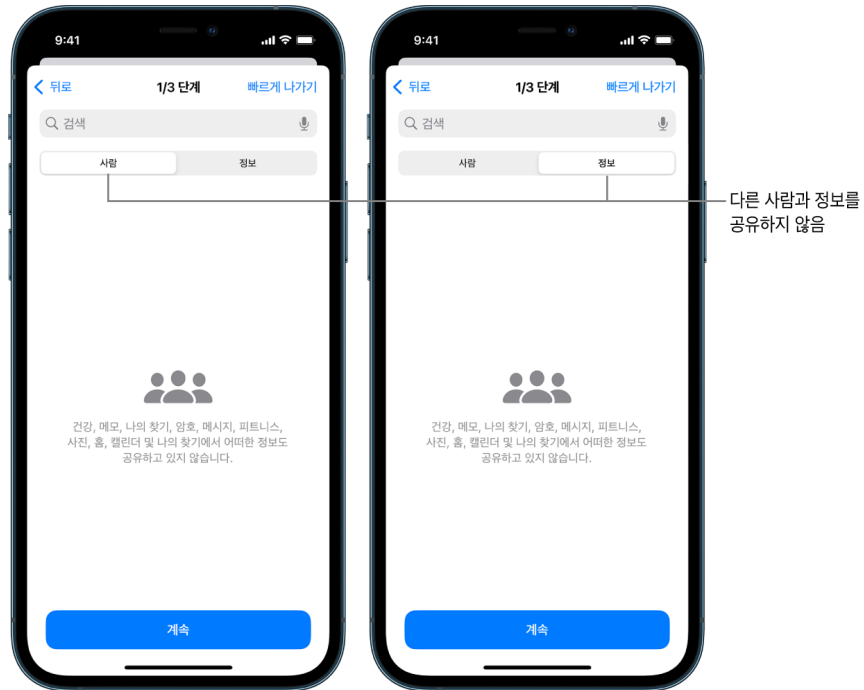 9:41
뒤로
1/3 단계
빠르게 나가기
검색
사람
정보
건강, 메모, 나의 찾기, 암호, 메시지, 피트니스,
사진, 홈, 캘린더 및 나의 찾기에서 어떠한 정보도
공유하고 있지 않습니다.
계속
9:41
뒤로
1/3 단계
빠르게 나가기
검색
사람
정보
건강, 메모, 나의 찾기, 암호, 메시지, 피트니스,
사진, 홈, 캘린더 및 나의 찾기에서 어떠한 정보도
공유하고 있지 않습니다.
계속
다른 사람과 정보를
공유하지 않음